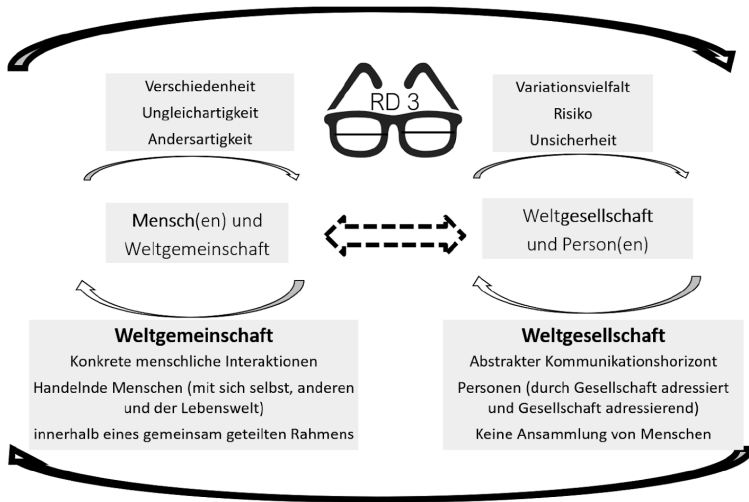 Verschiedenheit
Ungleichartigkeit
Andersartigkeit
RD 3
Variationsvielfalt
Risiko
Unsicherheit
Mensch(en) und
Weltgemeinschaft
Weltgesellschaft
und Person(en)
Weltgemeinschaft
Konkrete menschliche Interaktionen
Handelnde Menschen (mit sich selbst, anderen
und der Lebenswelt)
innerhalb eines gemeinsam geteilten Rahmens
Weltgesellschaft
Abstrakter Kommunikationshorizont
Personen (durch Gesellschaft adressiert
und Gesellschaft adressierend)
Keine Ansammlung von Menschen